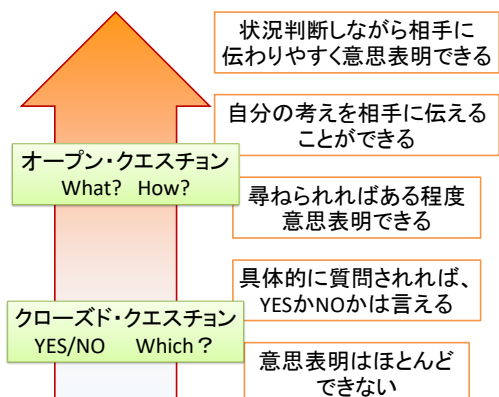 状況判断しながら相手に
伝わりやすく意思表明できる
自分の考えを相手に伝える
ことができる
オープン・クエスチョン
What? How?
尋ねられればある程度
意思表明できる
具体的に質問されれば、
YESかNOかは言える
クローズド・クエスチョン
YES/NO Which？
意思表明はほとんど
できない